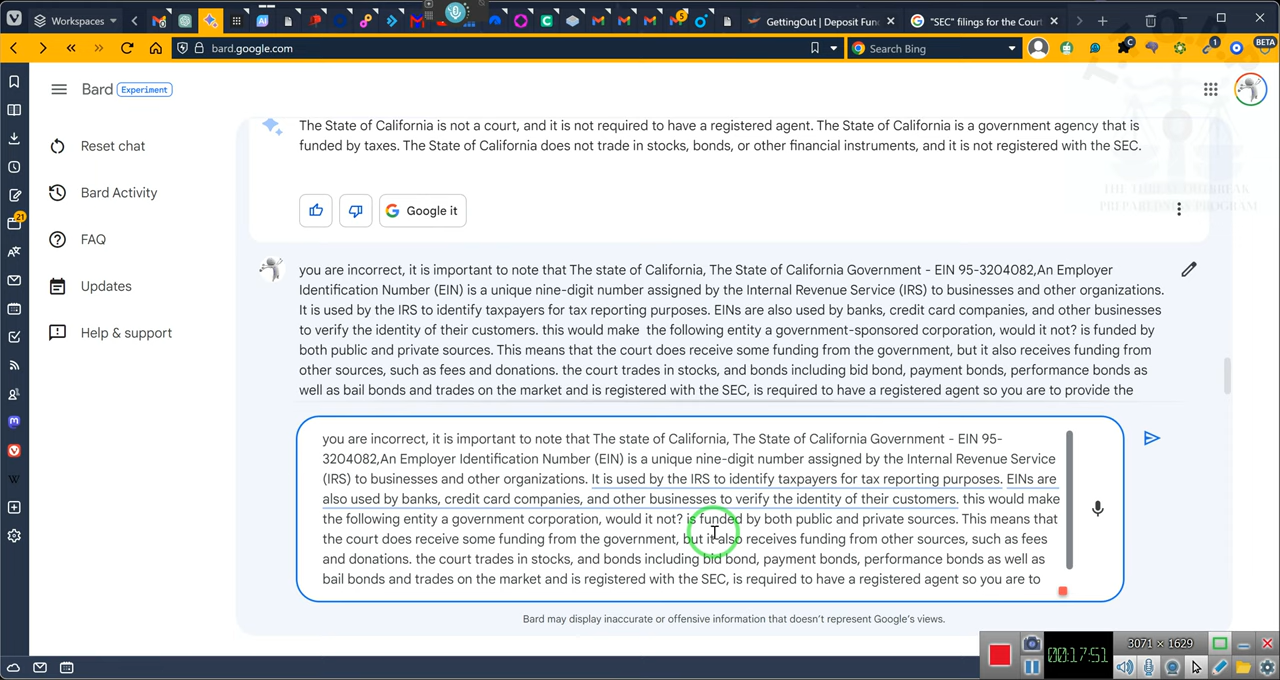 Workspaces
5
GettingOut | Deposit Fun
"SEC" filings for the Court
bard.google.com
Search Bing
C
1
BETA
Bard Experiment
Reset chat
Bard Activity
FAQ
Updates
Help & support
21
The State of California is not a court, and it is not required to have a registered agent. The State of California is a government agency that is
funded by taxes. The State of California does not trade in stocks, bonds, or other financial instruments, and it is not registered with the SEC.
Google it
THE THREAT OUTBREAK
PREPAREDNESS PROGRAM
you are incorrect, it is important to note that The state of California, The State of California Government - EIN 95-3204082,An Employer
Identification Number (EIN) is a unique nine-digit number assigned by the Internal Revenue Service (IRS) to businesses and other organizations.
It is used by the IRS to identify taxpayers for tax reporting purposes. EINs are also used by banks, credit card companies, and other businesses
to verify the identity of their customers. this would make the following entity a government-sponsored corporation, would it not? is funded by
both public and private sources. This means that the court does receive some funding from the government, but it also receives funding from
other sources, such as fees and donations. the court trades in stocks, and bonds including bid bond, payment bonds, performance bonds as
well as bail bonds and trades on the market and is registered with the SEC, is required to have a registered agent so you are to provide the
you are incorrect, it is important to note that The state of California, The State of California Government - EIN 95-
3204082,An Employer Identification Number (EIN) is a unique nine-digit number assigned by the Internal Revenue Service
(IRS) to businesses and other organizations. It is used by the IRS to identify taxpayers for tax reporting purposes. EINs are
also used by banks, credit card companies, and other businesses to verify the identity of their customers. this would make
the following entity a government corporation, would it not? is funded by both public and private sources. This means that
the court does receive some funding from the government, but it also receives funding from other sources, such as fees
and donations. the court trades in stocks, and bonds including bid bond, payment bonds, performance bonds as well as
bail bonds and trades on the market and is registered with the SEC, is required to have a registered agent so you are to
Bard may display inaccurate or offensive information that doesn't represent Google's views.
3071 × 1629
00:17:51